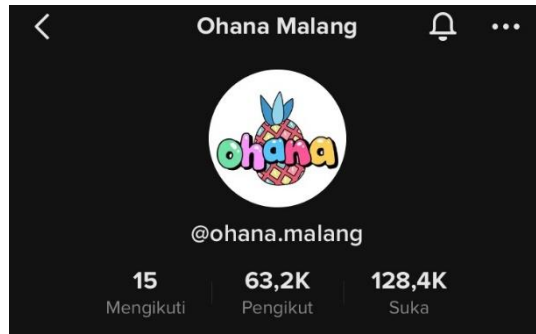 Ohana Malang
ohana
@ohana.malang
15 63,2K 128,4K
Mengikuti Pengikut Suka